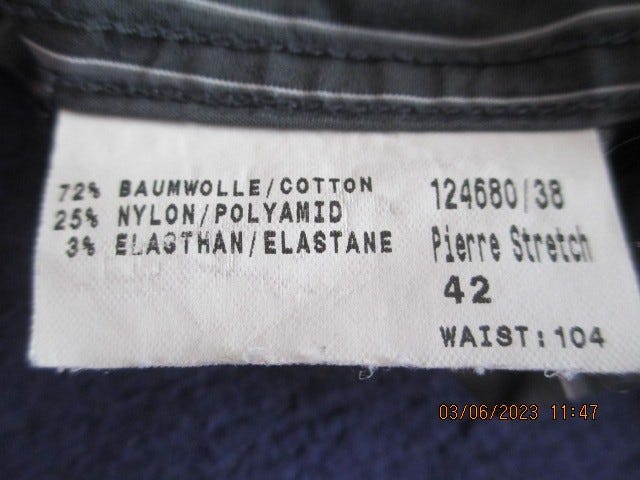 72% BAUMWOLLE/COTTON
25% NYLON/POLYAMID
3% ELASTHAN/ELASTANE
124680/38
Pierre Stretch
42
WAIST:104
03/06/2023 11:47